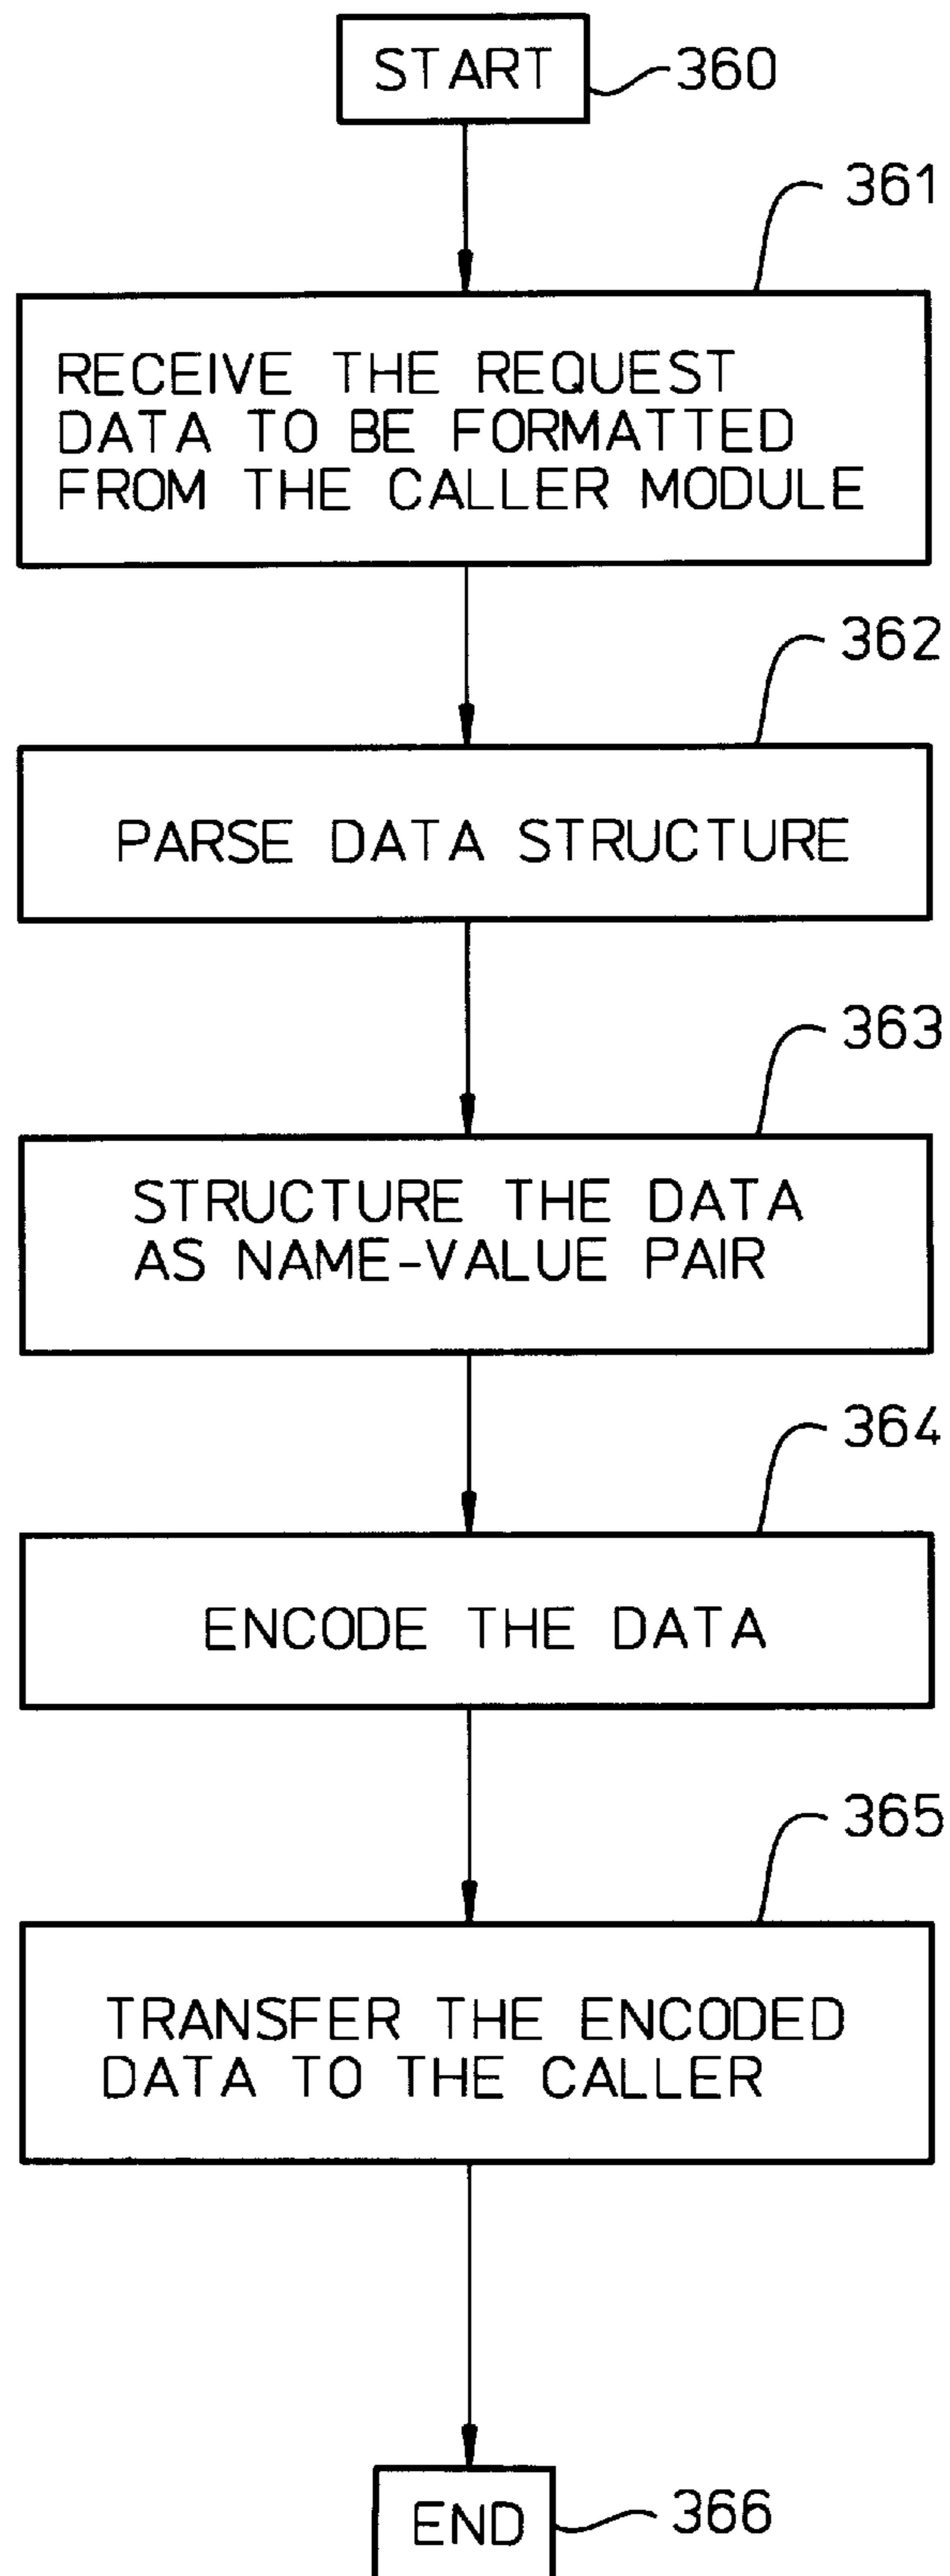 START
360
361
RECEIVE THE REQUEST
DATA TO BE FORMATTED
FROM THE CALLER MODULE
362
PARSE DATA STRUCTURE
363
STRUCTURE THE DATA
AS NAME-VALUE PAIR
364
ENCODE THE DATA
365
TRANSFER THE ENCODED
DATA TO THE CALLER
END
366